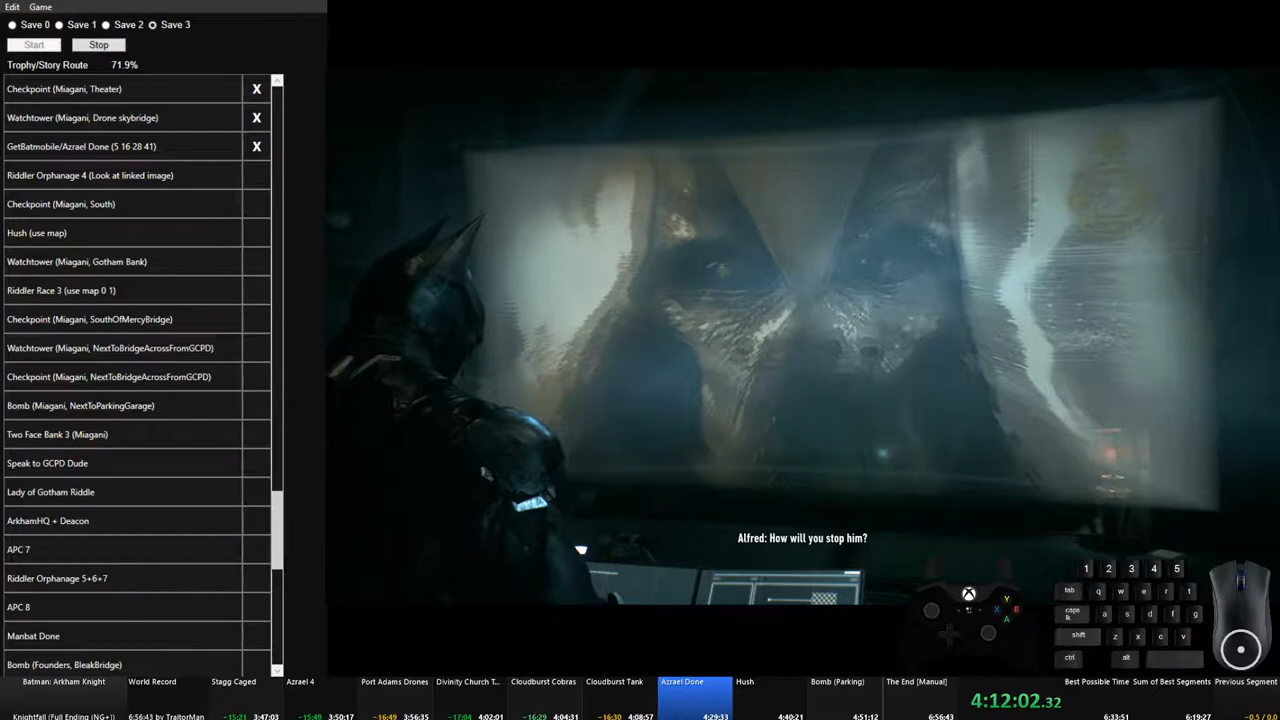 Edit Game
Save 0 Save 1 Save 2 Save 3
Start Stop
Trophy/Story Route 71.9%
Checkpoint (Miagani, Theater) X
Watchtower (Miagani, Drone skybridge) X
GetBatmobile/Azrael Done (5 16 28 41) X
Riddler Orphanage 4 (Look at linked image)
Checkpoint (Miagani, South)
Hush (use map)
Watchtower (Miagani, Gotham Bank)
Riddler Race 3 (use map 0 1)
Checkpoint (Miagani, SouthOfMercyBridge)
Watchtower (Miagani, NextToBridgeAcrossFromGCPD)
Checkpoint (Miagani, NextToBridgeAcrossFromGCPD)
Bomb (Miagani, NextToParkingGarage)
Two Face Bank 3 (Miagani)
Speak to GCPD Dude
Lady of Gotham Riddle
ArkhamHQ + Deacon
APC 7
Riddler Orphanage 5+6+7
APC 8
Manbat Done
Bomb (Founders, BleakBridge)
Alfred: How will you stop him?
Y
X B
A
1 2 3 4 5
tab q w e r t
caps lk a s d f g
shift z x c v
ctrl alt
Batman: Arkham Knight World Record Stagg Caged Azrael 4 Port Adams Drones Divinity Church T... Cloudburst Cobras Cloudburst Tank Azrael Done Hush Bomb (Parking) The End [Manual] 4:12:02.32 Best Possible Time Sum of Best Segments Previous Segment
Knightfall (Full Ending (NG+)) 6:56:43 by TraitorMan -15:21 3:47:03 -15:49 3:50:17 -16:49 3:56:35 -17:04 4:02:01 -16:29 4:04:31 -16:30 4:08:57 4:29:33 4:40:21 4:51:12 6:56:43 6:33:51 6:19:27 -0.5 / 0.0